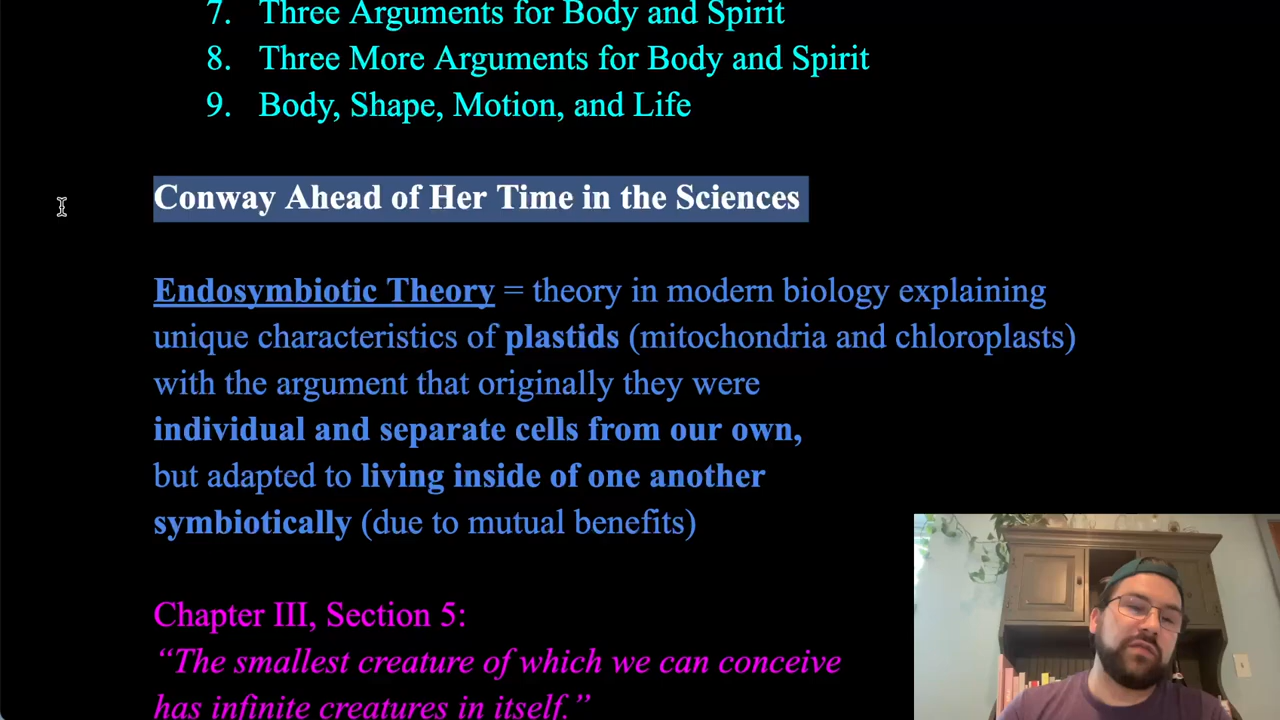 7. Three Arguments for Body and Spirit
8. Three More Arguments for Body and Spirit
9. Body, Shape, Motion, and Life
Conway Ahead of Her Time in the Sciences
Endosymbiotic Theory = theory in modern biology explaining
unique characteristics of plastids (mitochondria and chloroplasts)
with the argument that originally they were
individual and separate cells from our own,
but adapted to living inside of one another
symbiotically (due to mutual benefits)
Chapter III, Section 5:
“The smallest creature of which we can conceive
has infinite creatures in itself.”